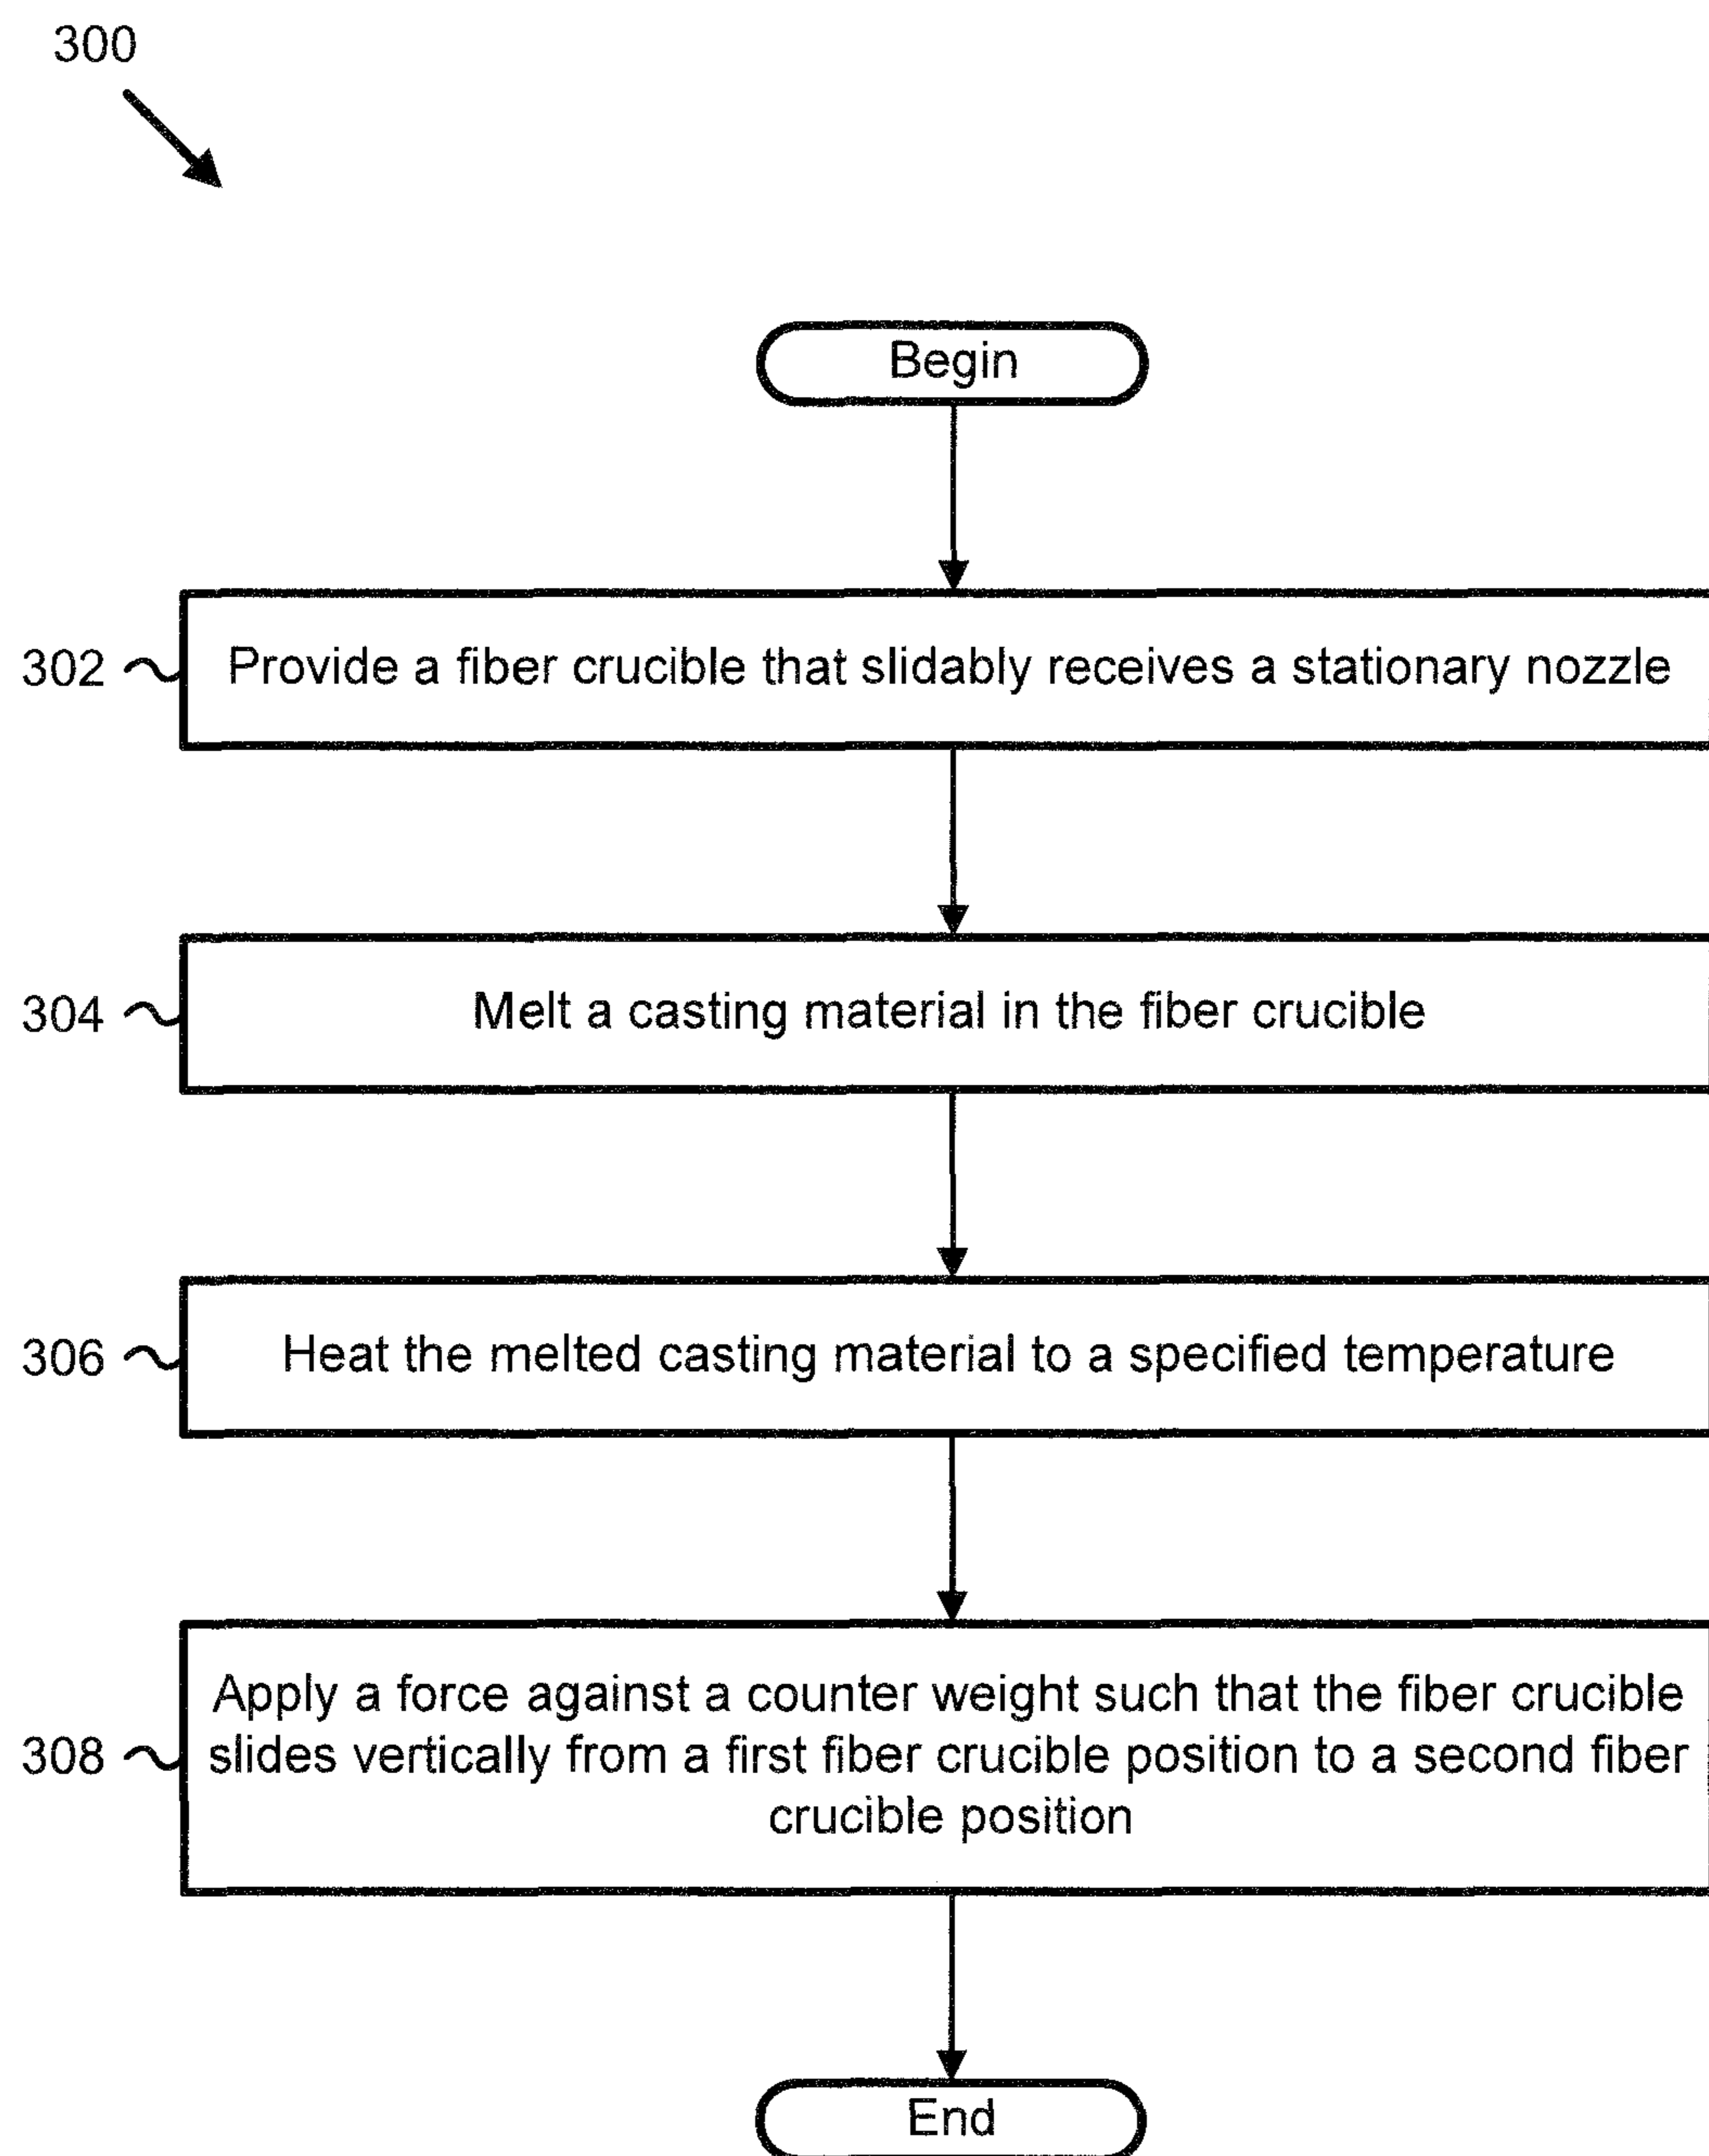 300
Begin
302
Provide a fiber crucible that slidably receives a stationary nozzle
304
Melt a casting material in the fiber crucible
306
Heat the melted casting material to a specified temperature
308
Apply a force against a counter weight such that the fiber crucible
slides vertically from a first fiber crucible position to a second fiber
crucible position
End